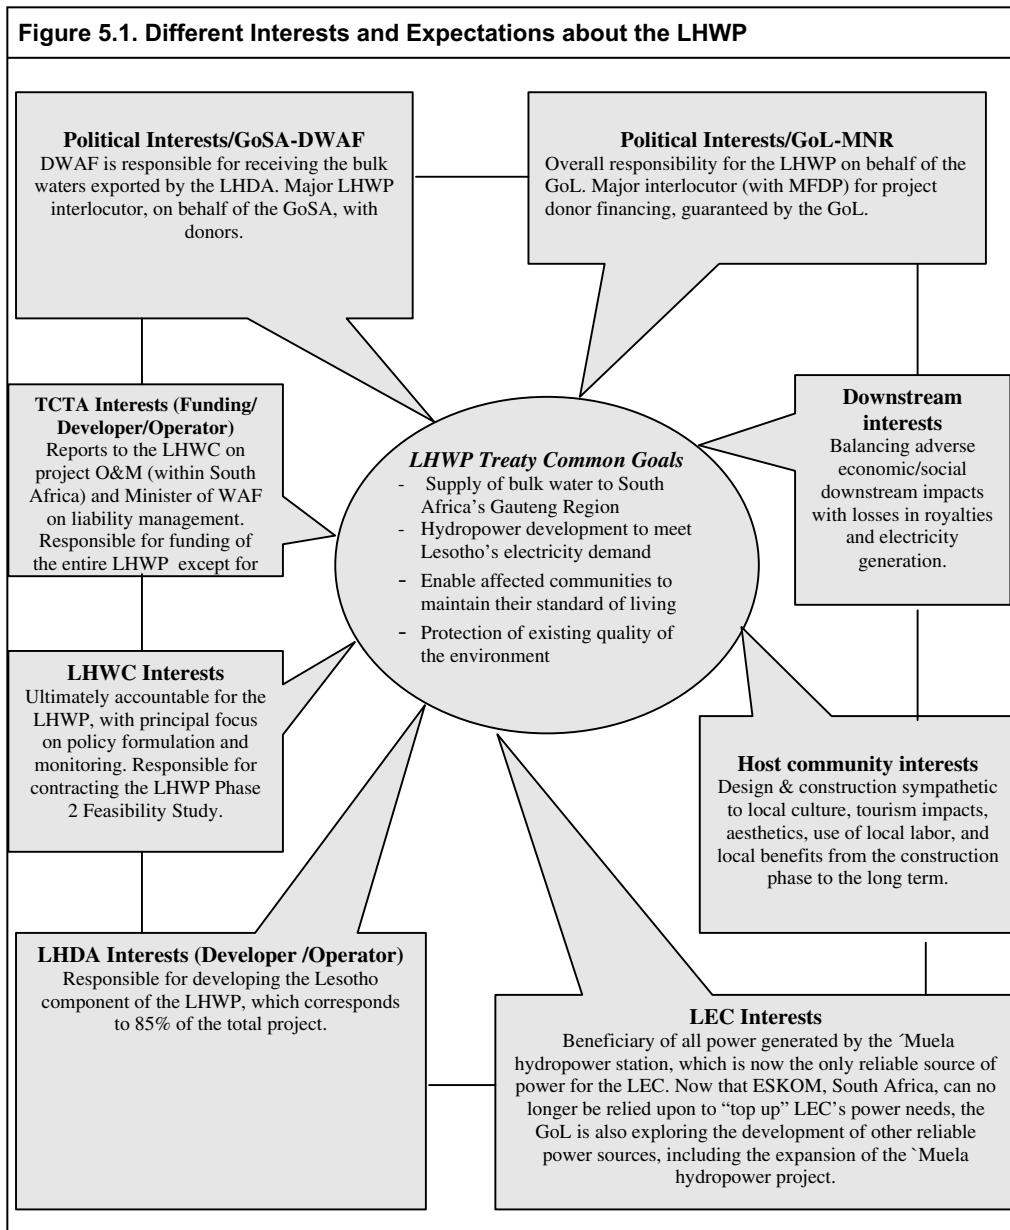 Figure 5.1. Different Interests and Expectations about the LHWP
Political Interests/GoSA-DWAF
DWAF is responsible for receiving the bulk
waters exported by the LHDA. Major LHWP
interlocutor, on behalf of the GoSA, with
donors.
Political Interests/GoL-MNR
Overall responsibility for the LHWP on behalf of the
GoL. Major interlocutor (with MFDP) for project
donor financing, guaranteed by the GoL.
TCTA Interests (Funding/
Developer/Operator)
Reports to the LHWC on
project O&M (within South
Africa) and Minister of WAF
on liability management.
Responsible for funding of
the entire LHWP except for
LHWP Treaty Common Goals
- Supply of bulk water to South
Africa's Gauteng Region
- Hydropower development to meet
Lesotho's electricity demand
- Enable affected communities to
maintain their standard of living
- Protection of existing quality of
the environment
Downstream
interests
Balancing adverse
economic/social
downstream impacts
with losses in royalties
and electricity
generation.
LHWC Interests
Ultimately accountable for the
LHWP, with principal focus
on policy formulation and
monitoring. Responsible for
contracting the LHWP Phase
2 Feasibility Study.
Host community interests
Design & construction sympathetic
to local culture, tourism impacts,
aesthetics, use of local labor, and
local benefits from the construction
phase to the long term.
LHDA Interests (Developer /Operator)
Responsible for developing the Lesotho
component of the LHWP, which corresponds
to 85% of the total project.
LEC Interests
Beneficiary of all power generated by the ´Muela
hydropower station, which is now the only reliable source of
power for the LEC. Now that ESKOM, South Africa, can no
longer be relied upon to “top up” LEC's power needs, the
GoL is also exploring the development of other reliable
power sources, including the expansion of the `Muela
hydropower project.